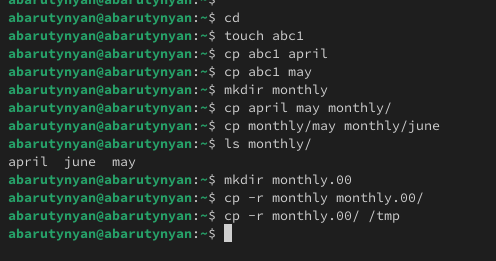 abarutynyan@abarutynyan:~$
abarutynyan@abarutynyan:~$ cd
abarutynyan@abarutynyan:~$ touch abc1
abarutynyan@abarutynyan:~$ cp abc1 april
abarutynyan@abarutynyan:~$ cp abc1 may
abarutynyan@abarutynyan:~$ mkdir monthly
abarutynyan@abarutynyan:~$ cp april may monthly/
abarutynyan@abarutynyan:~$ cp monthly/may monthly/june
abarutynyan@abarutynyan:~$ ls monthly/
april  june  may
abarutynyan@abarutynyan:~$ mkdir monthly.00
abarutynyan@abarutynyan:~$ cp -r monthly monthly.00/
abarutynyan@abarutynyan:~$ cp -r monthly.00/ /tmp
abarutynyan@abarutynyan:~$